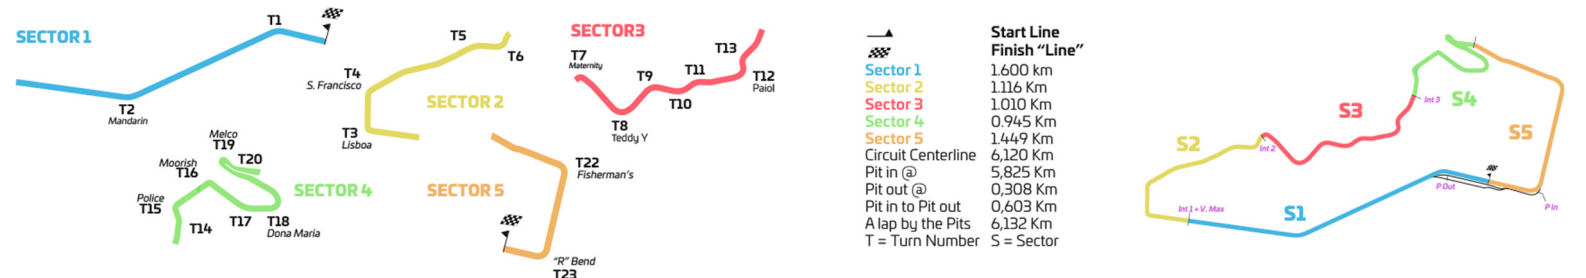 SECTOR 1
T1
T2
Mandarin
T5
T6
T4
S. Francisco
SECTOR 2
T3
Lisboa
SECTOR3
T7
Maternity
T13
T9
T11
T12
Paiol
T10
T8
Teddy Y
Melco
T19
T20
Moorish
T16
SECTOR 4
Police
T15
T14
T17
T18
Dona Maria
SECTOR 5
T22
Fisherman's
"R" Bend
T23
Start Line
Finish "Line"
Sector 1 1.600 km
Sector 2 1.116 Km
Sector 3 1.010 Km
Sector 4 0.945 Km
Sector 5 1.449 Km
Circuit Centerline 6,120 Km
Pit in @ 5,825 Km
Pit out @ 0,308 Km
Pit in to Pit out 0,603 Km
A lap by the Pits 6,132 Km
T = Turn Number S = Sector
S4
Int 3
S3
S5
S2
Int 2
P Out
Int 1 + V. Max
S1
P In